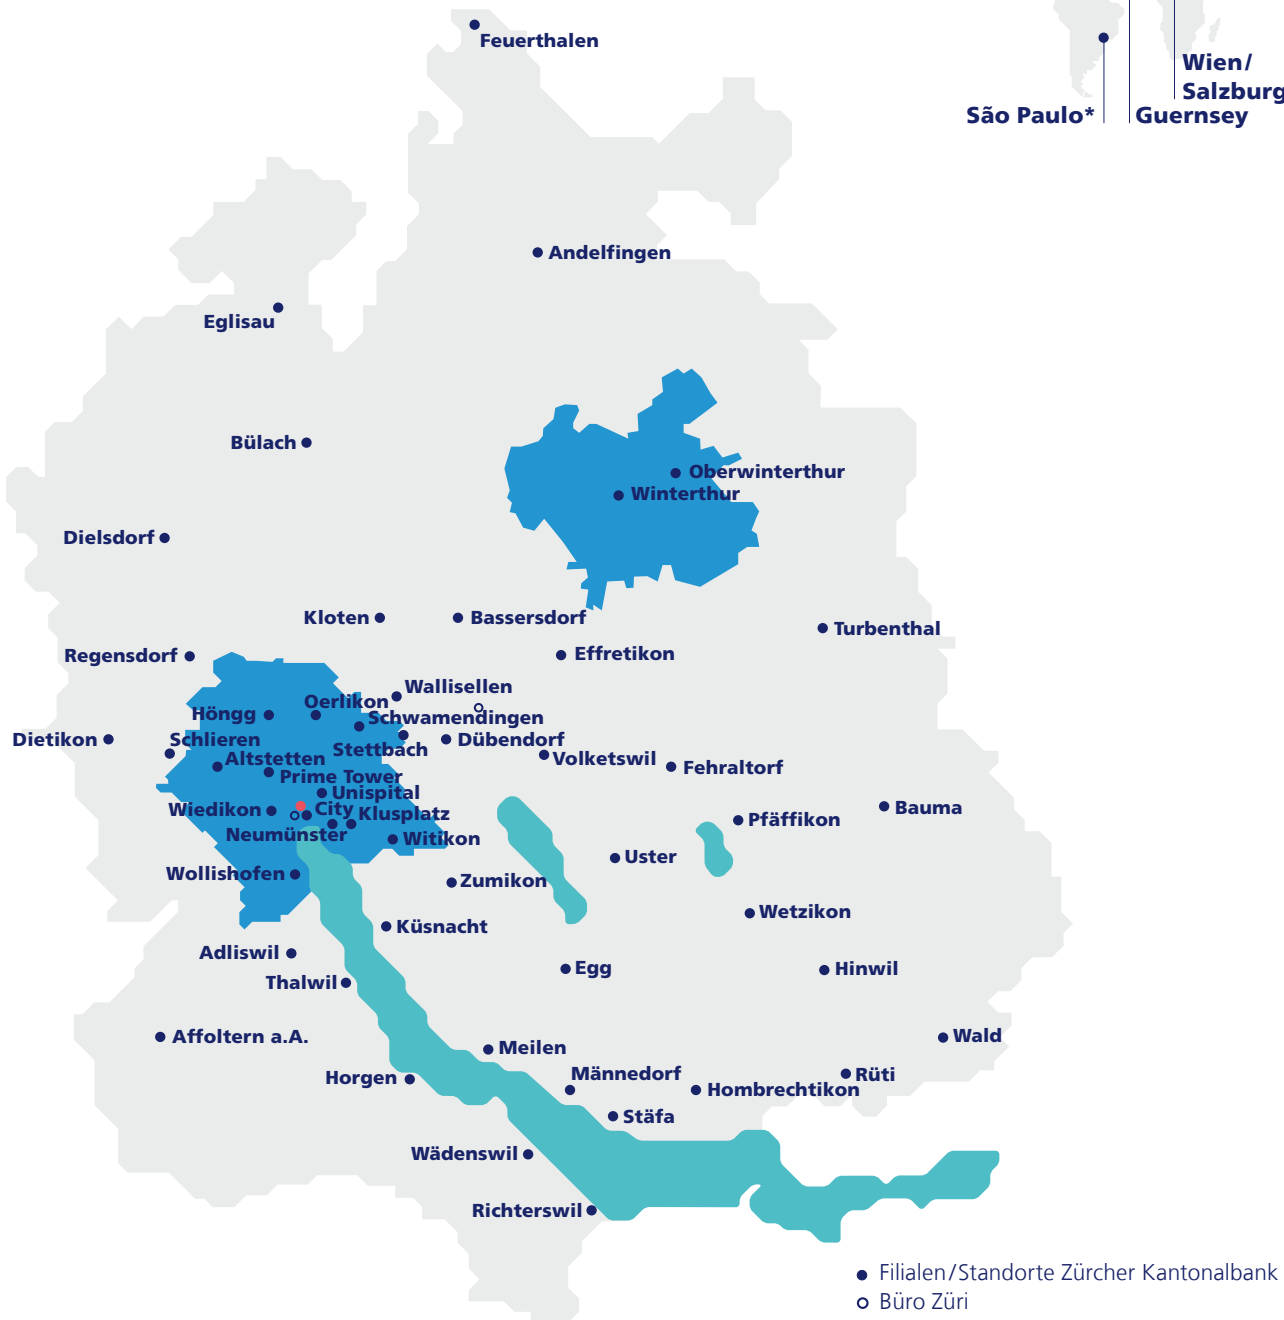 Feuerthalen
Wien/
Salzburg
São Paulo*
Guernsey
Andelfingen
Eglisau
Bülach
Oberwinterthur
Winterthur
Dielsdorf
Kloten
Bassersdorf
Turbenthal
Regensdorf
Effretikon
Wallisellen
Oerlikon
Höngg
Schwamendingen
Dietikon
Schlieren
Stettbach
Dübendorf
Altstetten
Volketswil
Fehraltorf
Prime Tower
Unispital
Wiedikon
City
Klusplatz
Bauma
Pfäffikon
Neumünster
Witikon
Uster
Wollishofen
Zumikon
Wetzikon
Küsnacht
Adliswil
Egg
Hinwil
Thalwil
Affoltern a.A.
Wald
Meilen
Männedorf
Rüti
Horgen
Hombrechtikon
Stäfa
Wädenswil
Richterswil
Filialen/Standorte Zürcher Kantonalbank
Büro Züri